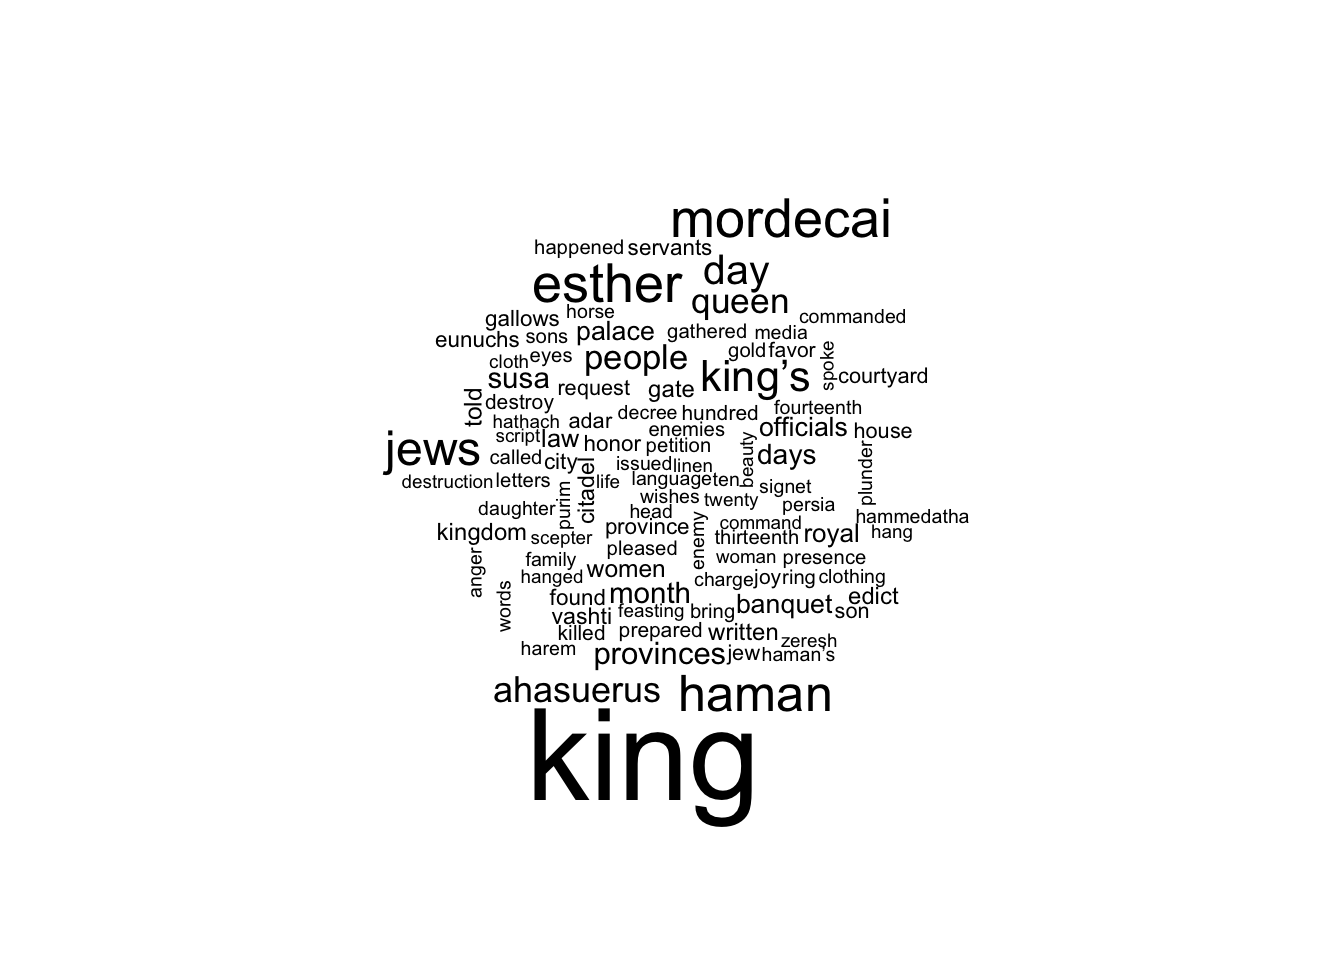 mordecai
happened servants
esther day
queen
gallows horse commanded
eunuchs sons palace gathered media
cloth eyes people gold favor spoke
susa request gate king’s courtyard
told destroy decree hundred fourteenth
hathach adar enemies officials house
jews script law honor petition beauty days plunder
called city issued linen
destruction letters citadel life language ten signet
wishes twenty persia
daughter purim head hammedatha
kingdom scepter province enemy command thirteenth royal hang
pleased
anger family women woman presence
hanged charge joy ring clothing
words found month banquet edict
vashti feasting bring son
killed prepared written zeresh
harem provinces jew haman's
ahasuerus haman
king